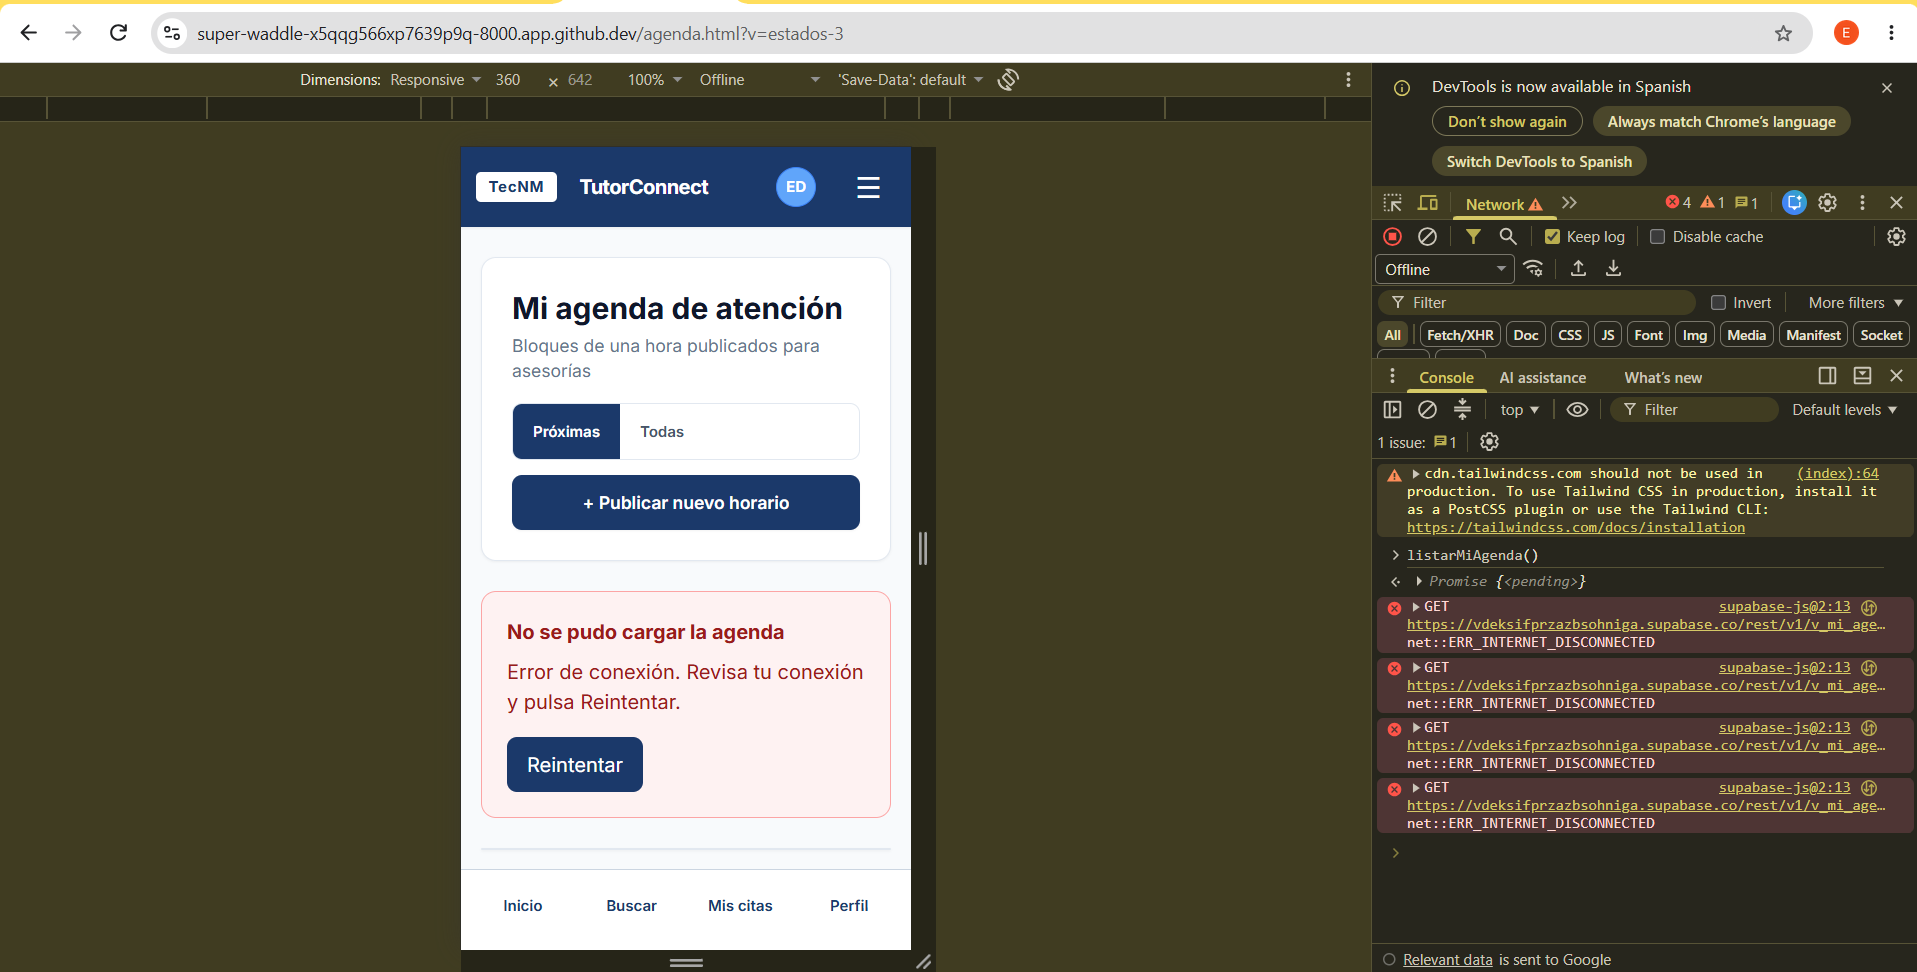 super-waddle-x5qqg566xp7639p9q-8000.app.github.dev/agenda.html?v=estados-3
E
Dimensions: Responsive 360 × 642 100% Offline 'Save-Data': default
TecNM TutorConnect ED
Mi agenda de atención
Bloques de una hora publicados para
asesorías
Próximas Todas
+ Publicar nuevo horario
No se pudo cargar la agenda
Error de conexión. Revisa tu conexión
y pulsa Reintentar.
Reintentar
Inicio Buscar Mis citas Perfil
DevTools is now available in Spanish
Don't show again Always match Chrome's language
Switch DevTools to Spanish
Network 4 1 1
Keep log Disable cache
Offline
Filter Invert More filters
All Fetch/XHR Doc CSS JS Font Img Media Manifest Socket
Console AI assistance What's new
top Filter Default levels
1 issue: 1
cdn.tailwindcss.com should not be used in (index):64
production. To use Tailwind CSS in production, install it
as a PostCSS plugin or use the Tailwind CLI:
https://tailwindcss.com/docs/installation
listarMiAgenda()
Promise {<pending>}
GET supabase-js@2:13
https://vdeksifprzazbsohniga.supabase.co/rest/v1/v_mi_age…
net::ERR_INTERNET_DISCONNECTED
GET supabase-js@2:13
https://vdeksifprzazbsohniga.supabase.co/rest/v1/v_mi_age…
net::ERR_INTERNET_DISCONNECTED
GET supabase-js@2:13
https://vdeksifprzazbsohniga.supabase.co/rest/v1/v_mi_age…
net::ERR_INTERNET_DISCONNECTED
GET supabase-js@2:13
https://vdeksifprzazbsohniga.supabase.co/rest/v1/v_mi_age…
net::ERR_INTERNET_DISCONNECTED
Relevant data is sent to Google